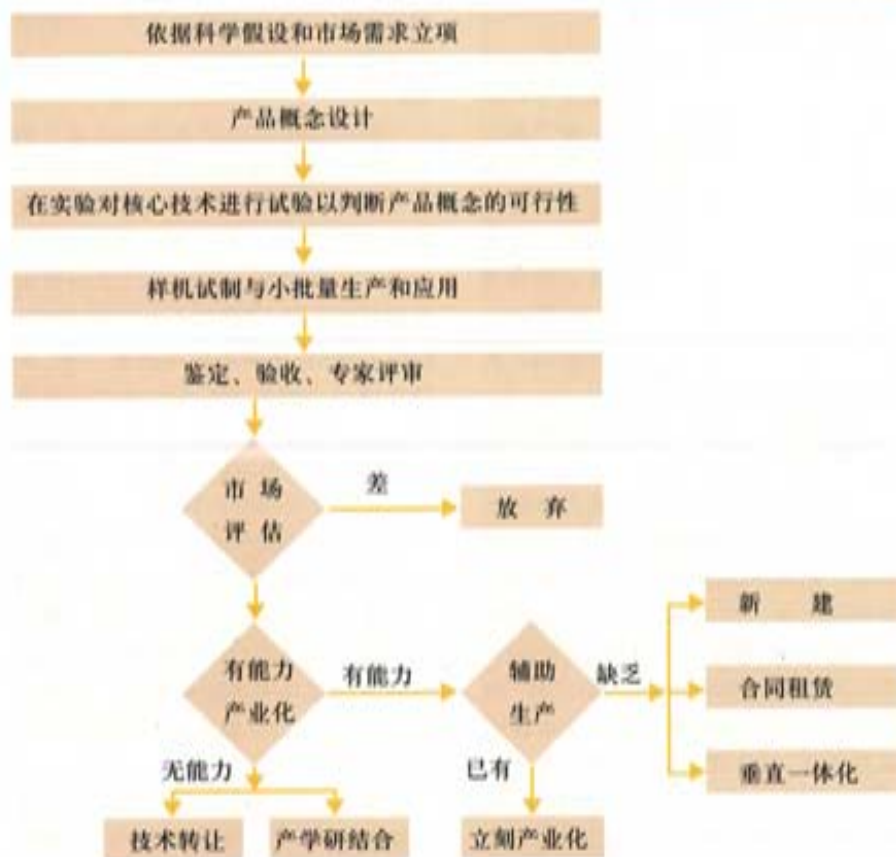 依据科学假设和市场需求立项
产品概念设计
在实验对核心技术进行试验以判断产品概念的可行性
样机试制与小批量生产和应用
鉴定、验收、专家评审
市场
评估
差
放弃
有能力
产业化
有能力
辅助
生产
缺乏
新建
合同租赁
垂直一体化
无能力
已有
技术转让
产学研结合
立刻产业化